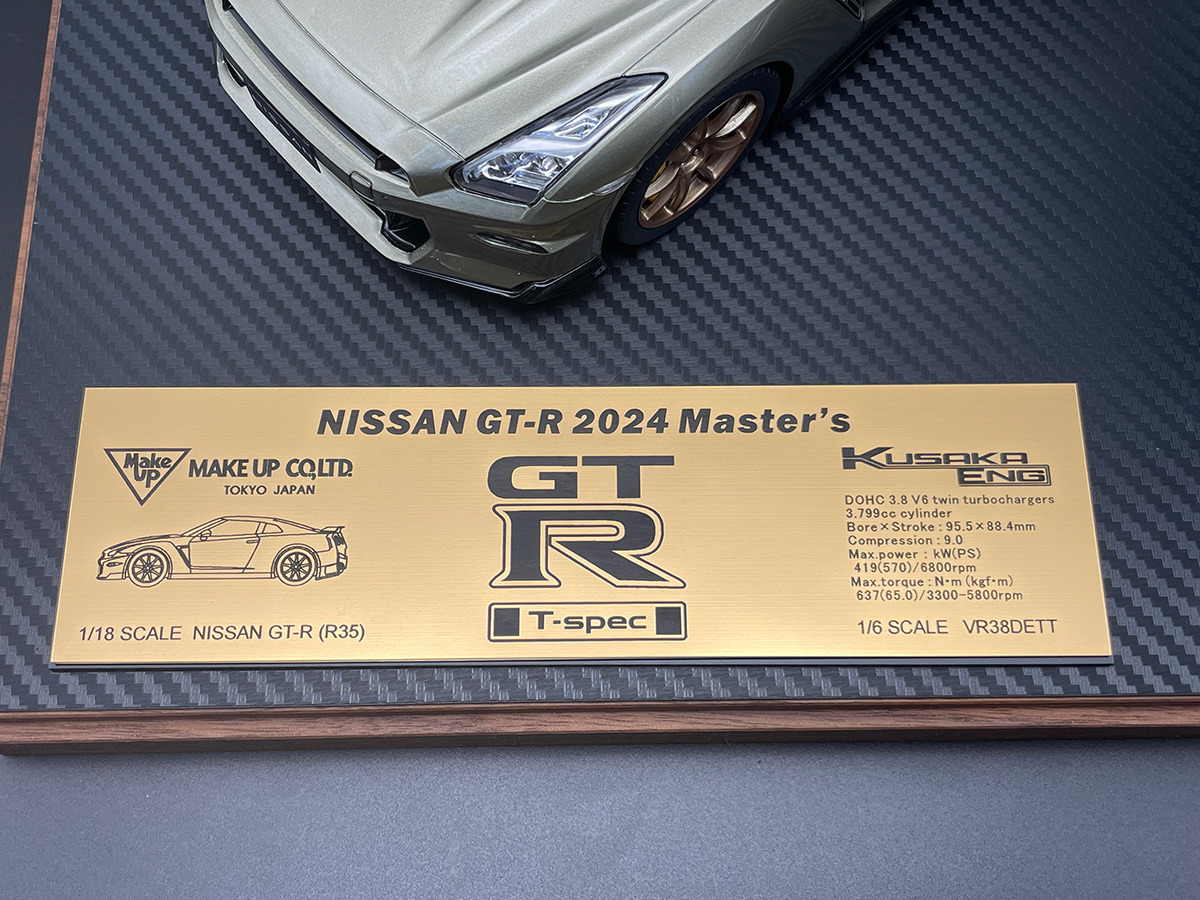 NISSAN GT-R 2024 Master's
Make UP
MAKE UP CO.,LTD.
TOKYO JAPAN
1/18 SCALE NISSAN GT-R (R35)
GT
R
T-spec
KUSAKA
ENG
DOHC 3.8 V6 twin turbochargers
3.799cc cylinder
Bore×Stroke : 95.5×88.4mm
Compression : 9.0
Max.power : kW(PS)
419(570)/6800rpm
Max.torque : N・m (kgf・m)
637(65.0)/3300-5800rpm
1/6 SCALE VR38DETT